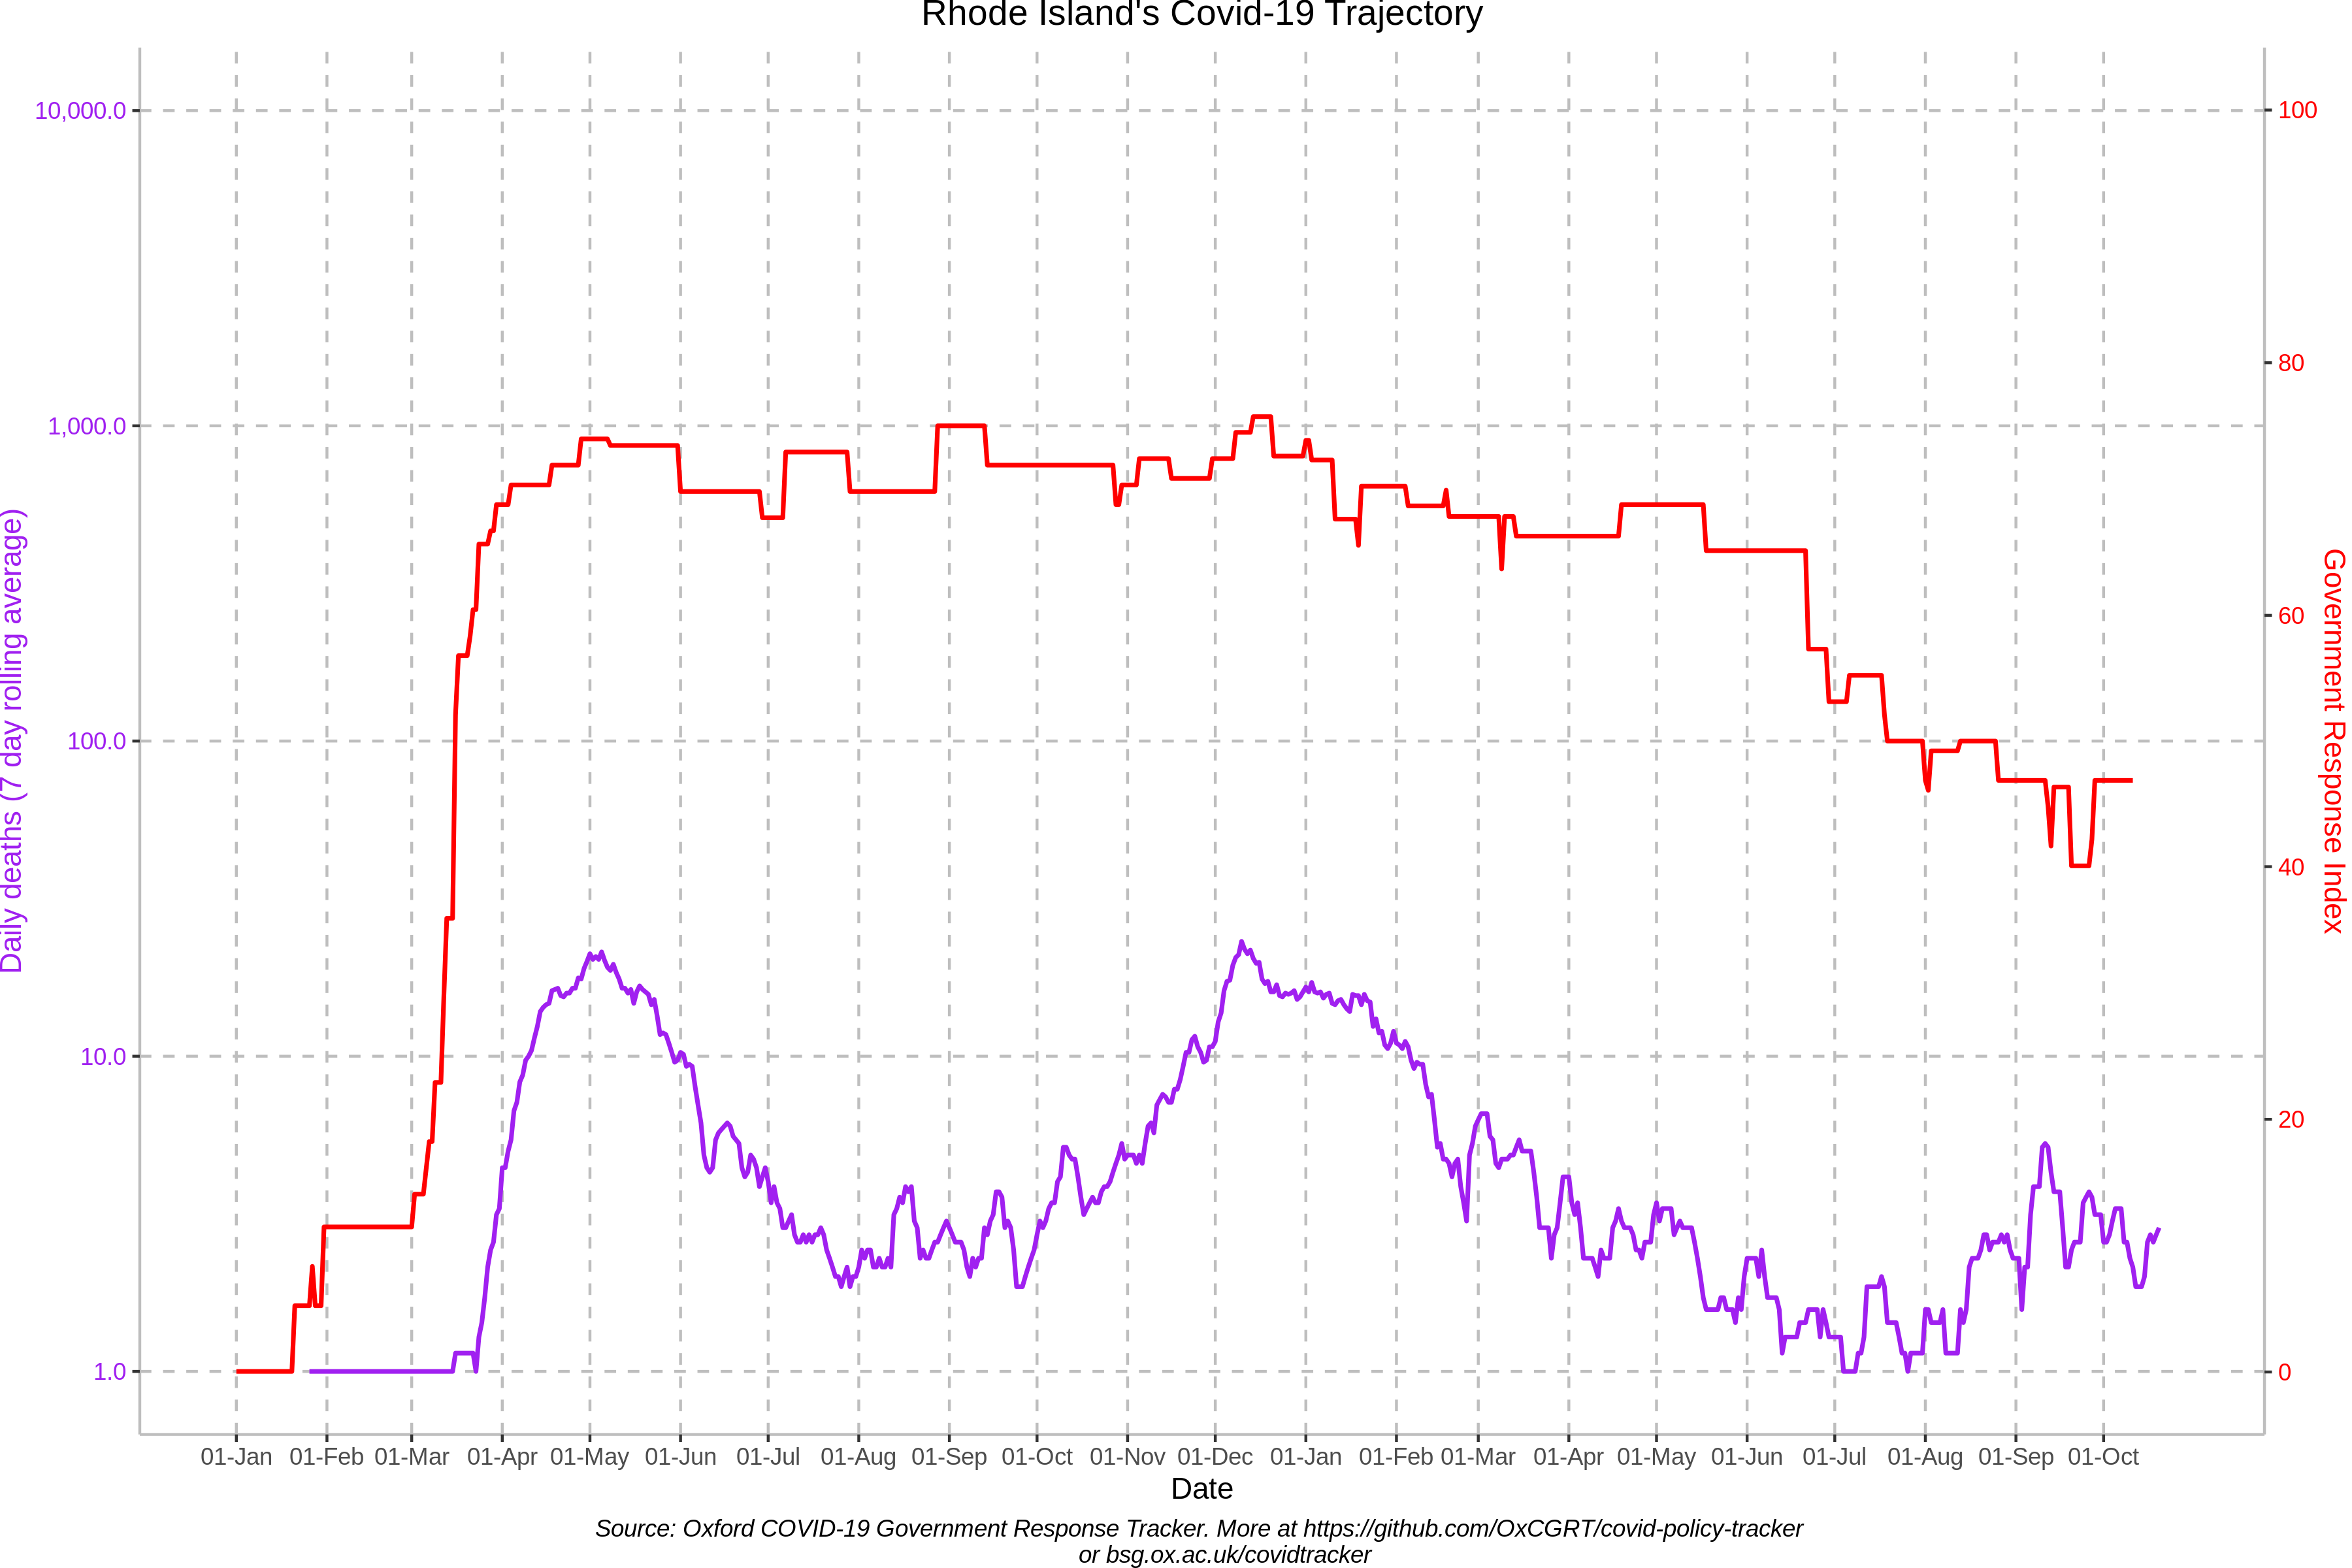 Rhode Island's Covid-19 Trajectory
10,000.0
1,000.0
100.0
10.0
1.0
Daily deaths (7 day rolling average)
100
80
60
40
20
0
Government Response Index
01-Jan 01-Feb 01-Mar 01-Apr 01-May 01-Jun 01-Jul 01-Aug 01-Sep 01-Oct 01-Nov 01-Dec 01-Jan 01-Feb 01-Mar 01-Apr 01-May 01-Jun 01-Jul 01-Aug 01-Sep 01-Oct
Date
Source: Oxford COVID-19 Government Response Tracker. More at https://github.com/OxCGRT/covid-policy-tracker
or bsg.ox.ac.uk/covidtracker